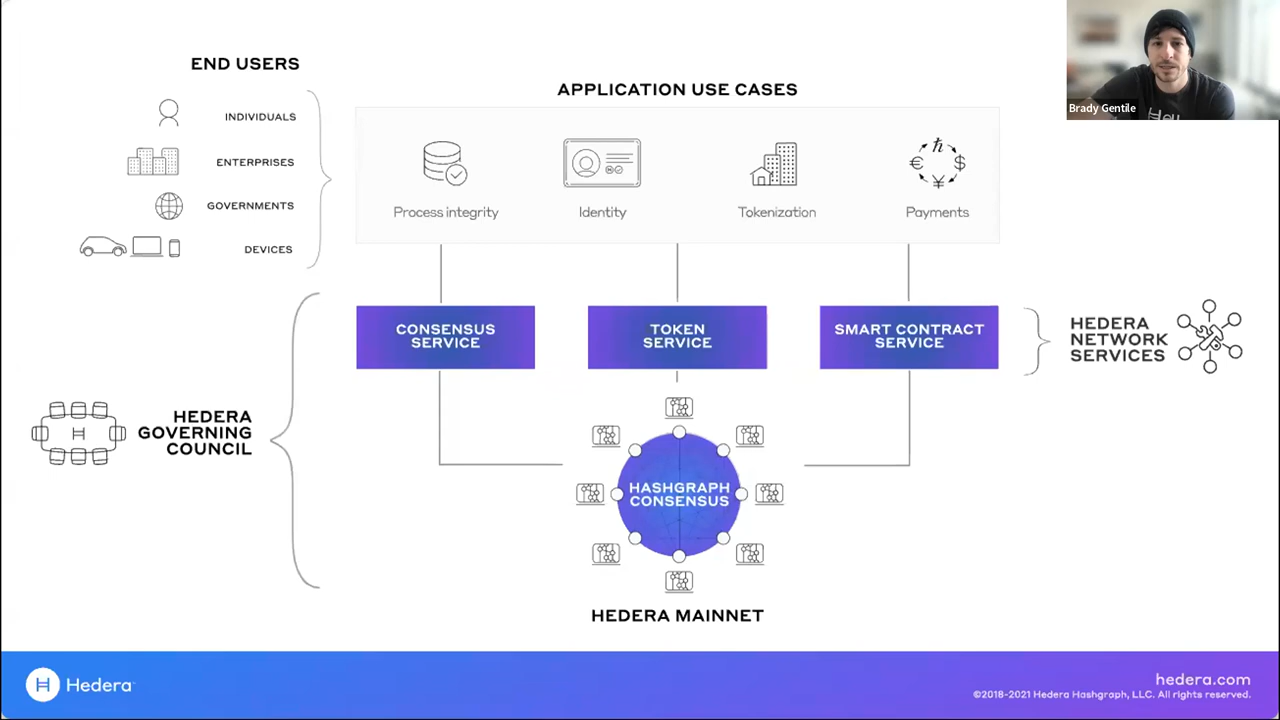 Brady Gentile
END USERS
INDIVIDUALS
ENTERPRISES
GOVERNMENTS
DEVICES
APPLICATION USE CASES
Process integrity
Identity
Tokenization
Payments
CONSENSUS
SERVICE
TOKEN
SERVICE
SMART CONTRACT
SERVICE
HEDERA
NETWORK
SERVICES
HEDERA
GOVERNING
COUNCIL
HASHGRAPH
CONSENSUS
HEDERA MAINNET
Hedera
hedera.com
©2018-2021 Hedera Hashgraph, LLC. All rights reserved.